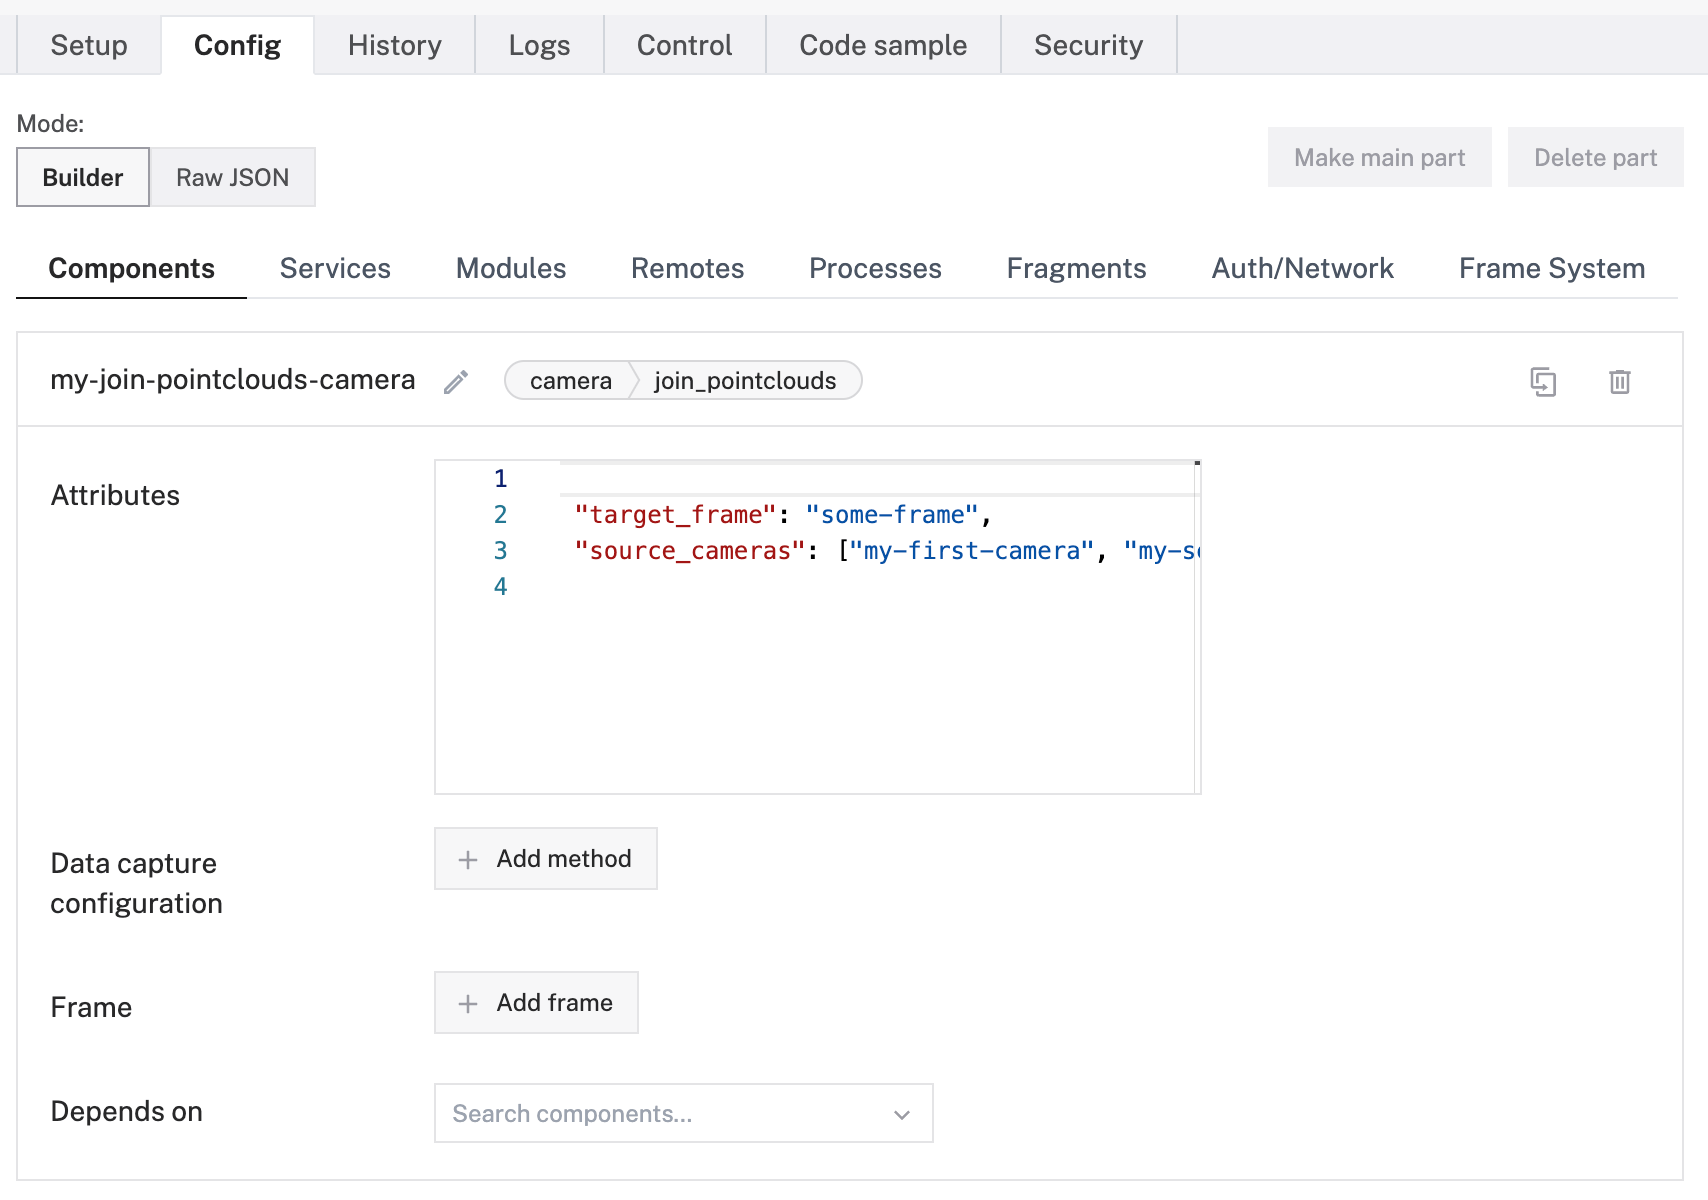 Setup Config History Logs Control Code sample Security
Mode:
Builder Raw JSON Make main part Delete part
Components Services Modules Remotes Processes Fragments Auth/Network Frame System
my-join-pointclouds-camera camera join_pointclouds
Attributes
1
2 "target_frame": "some-frame",
3 "source_cameras": ["my-first-camera", "my-s
4
Data capture
configuration
+ Add method
Frame + Add frame
Depends on Search components...